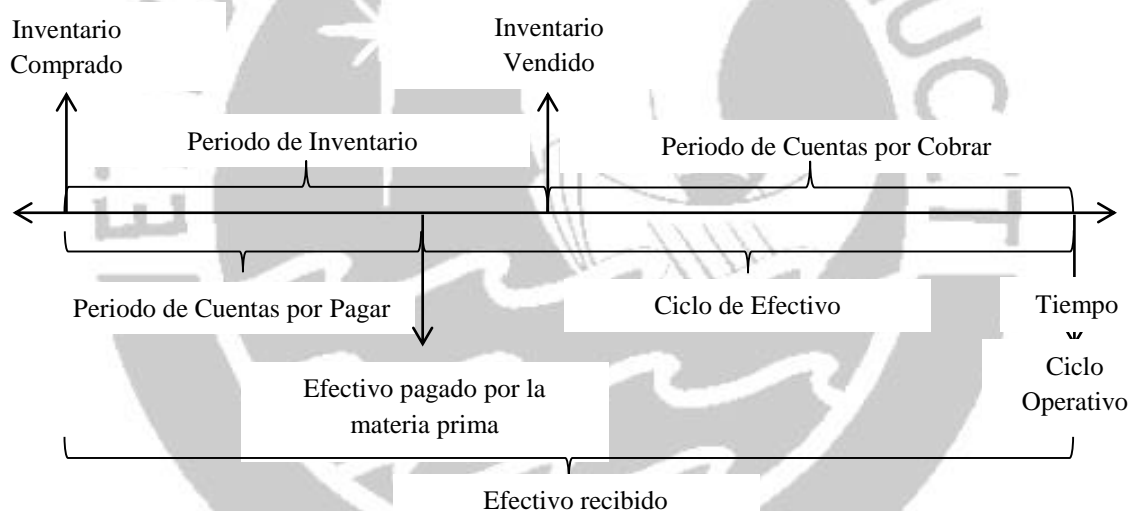 Inventario
Comprado
Inventario
Vendido
Periodo de Inventario
Periodo de Cuentas por Cobrar
Periodo de Cuentas por Pagar
Ciclo de Efectivo
Tiempo
Efectivo pagado por la
materia prima
Ciclo
Operativo
Efectivo recibido